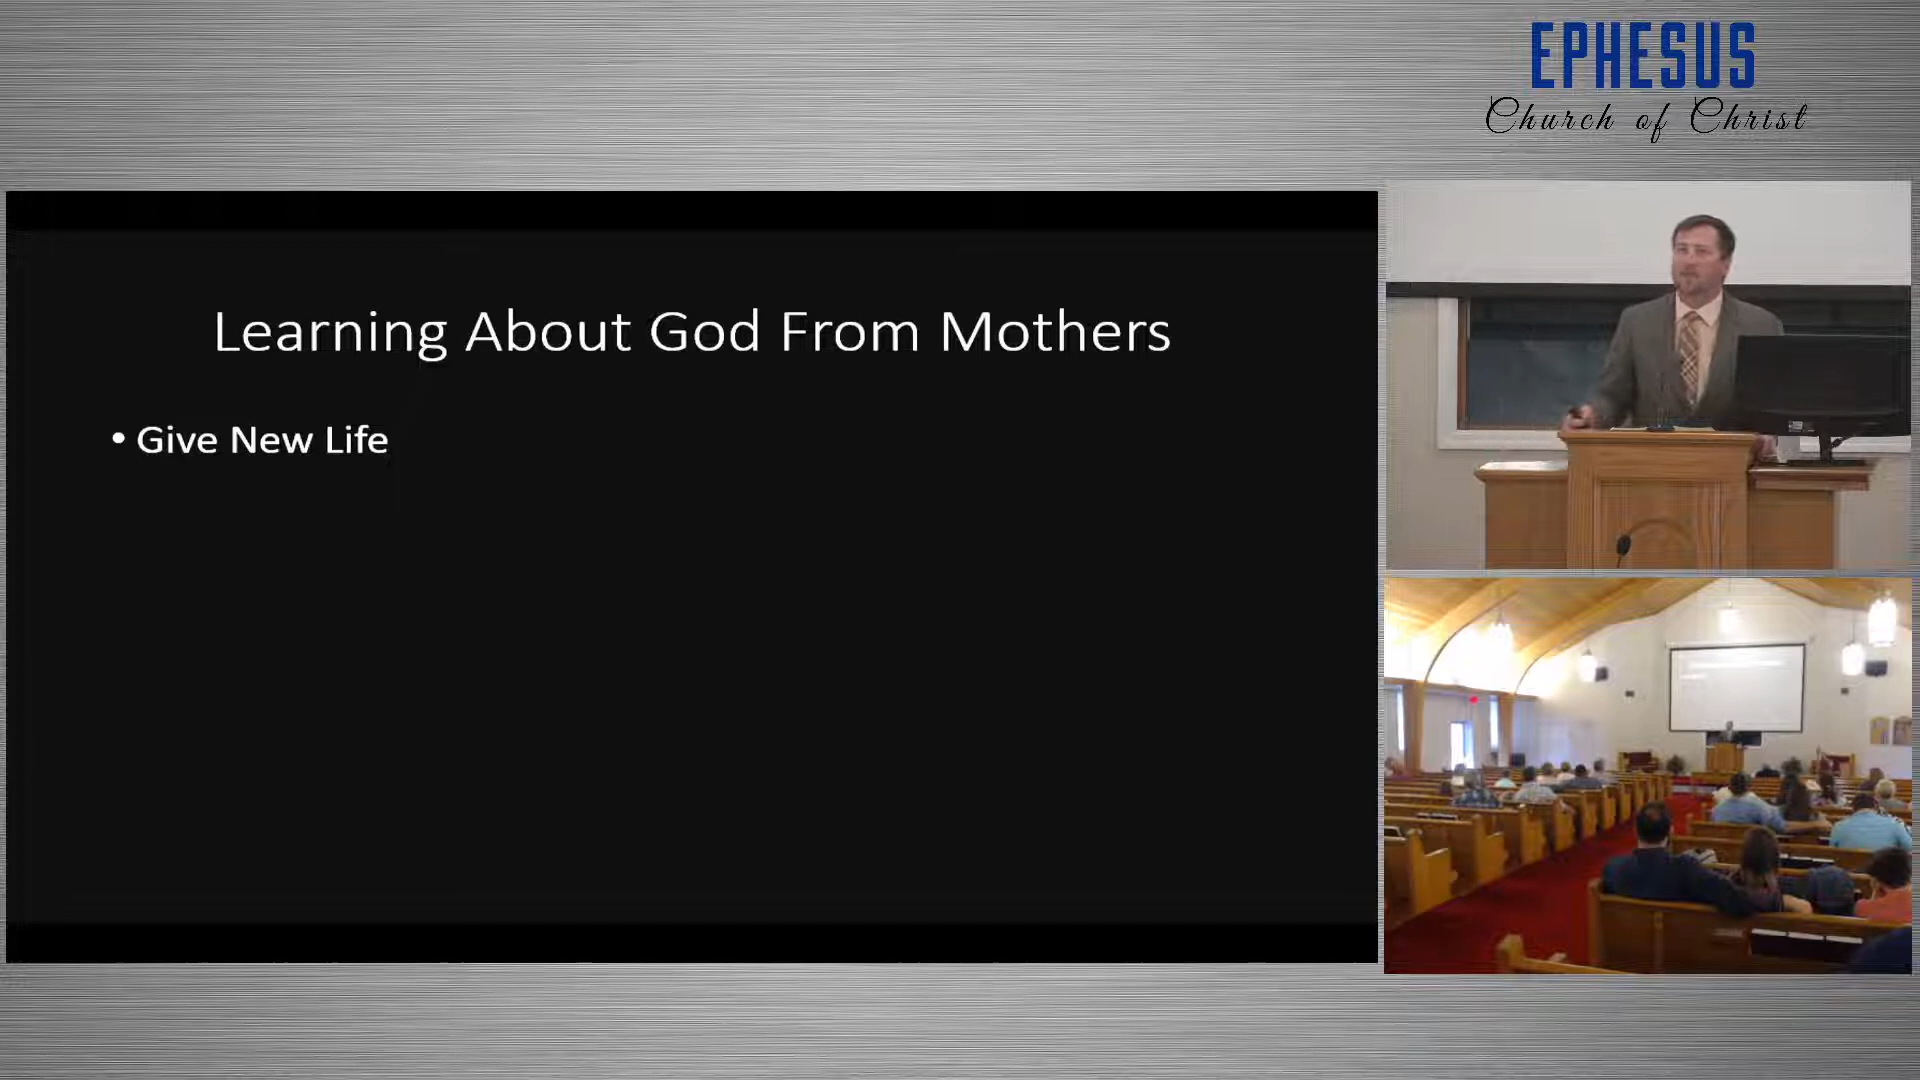 EPHESUS
Church of Christ
Learning About God From Mothers
• Give New Life